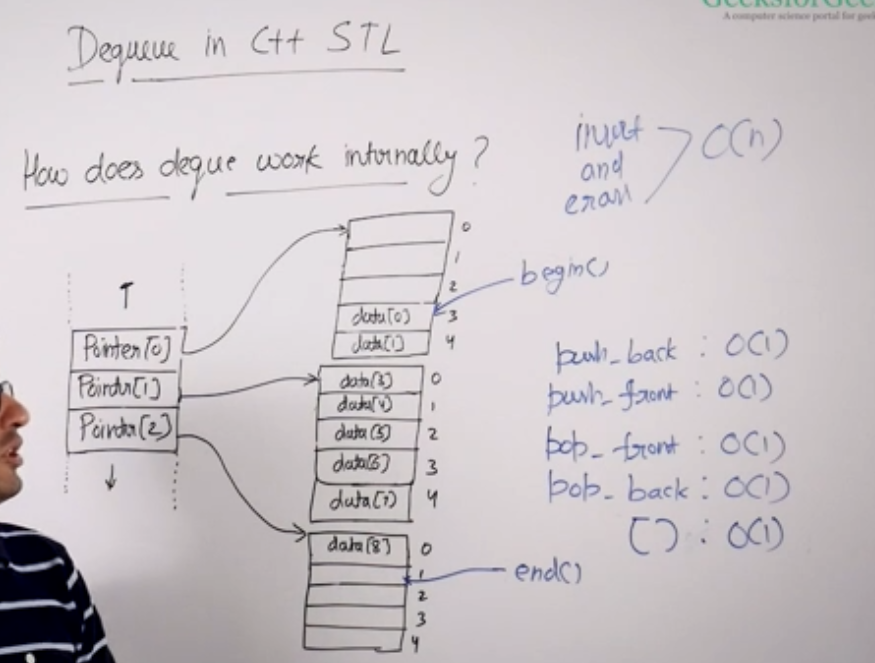 GeeksforGee
A computer science portal for geek
Dequeue in C++ STL
How does deque work internally ?
insert
and
erase
O(n)
0
1
2
data[0] 3
data[1] 4
begin()
Pointer[0]
Pointer[1]
Pointer[2]
data[3] 0
data[4] 1
data[5] 2
data[6] 3
data[7] 4
data[8] 0
1
2
3
4
end()
push_back : O(1)
push_front : O(1)
pop_front : O(1)
pop_back : O(1)
[] : O(1)